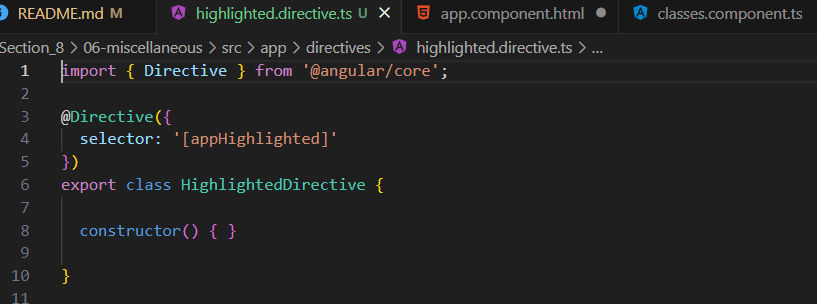 README.md M highlighted.directive.ts U app.component.html classes.component.ts
Section_8 > 06-miscellaneous > src > app > directives > highlighted.directive.ts > ...
1 import { Directive } from '@angular/core';
2
3 @Directive({
4 selector: '[appHighlighted]'
5 })
6 export class HighlightedDirective {
7
8 constructor() { }
9
10 }
11